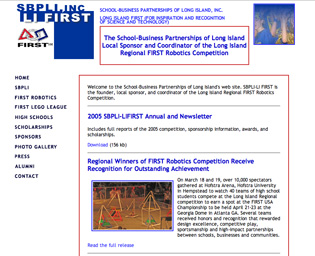 SBPLI, INC
LI FIRST
FIRST
SCHOOL-BUSINESS PARTNERSHIPS OF LONG ISLAND, INC.
LONG ISLAND FIRST (FOR INSPIRATION AND RECOGNITION
OF SCIENCE AND TECHNOLOGY)
The School-Business Partnerships of Long Island
Local Sponsor and Coordinator of the Long Island
Regional FIRST Robotics Competition
HOME
SBPLI
FIRST ROBOTICS
FIRST LEGO LEAGUE
HIGH SCHOOLS
SCHOLARSHIPS
SPONSORS
PHOTO GALLERY
PRESS
ALUMNI
CONTACT
Welcome to the School-Business Partnerships of Long Island's web site. SBPLI-LI FIRST is
the founder, local sponsor, and coordinator of the Long Island Regional FIRST Robotics
Competition.
2005 SBPLI-LIFIRST Annual and Newsletter
Includes full reports of the 2005 competition, sponsorship information, awards, and
scholarships.
Download (156 kb)
Regional Winners of FIRST Robotics Competition Receive
Recognition for Outstanding Achievement
On March 18 and 19, over 10,000 spectators
gathered at Hofstra Arena, Hofstra University
in Hempstead to watch 40 teams of high school
students compete at the Long Island Regional
competition to earn a spot at the FIRST USA
Championship to be held April 21-23 at the
Georgia Dome in Atlanta GA. Several teams
received honors and recognition that rewarded
design excellence, competitive play,
sportsmanship and high-impact partnerships
between schools, businesses and communities.
Read the full release